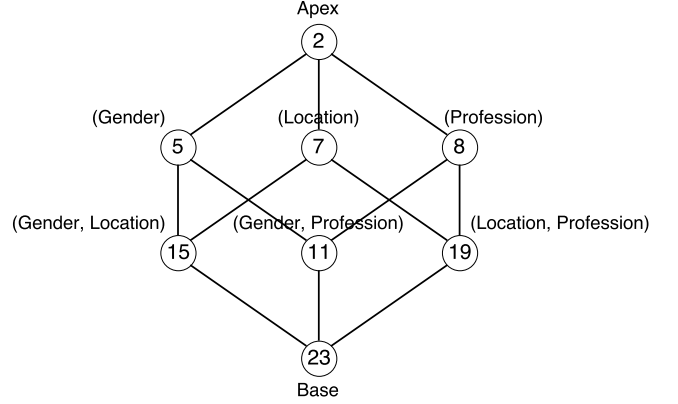 Apex
2
(Gender)
(Location)
(Profession)
5
7
8
(Gender, Location)
(Gender, Profession)
(Location, Profession)
15
11
19
23
Base